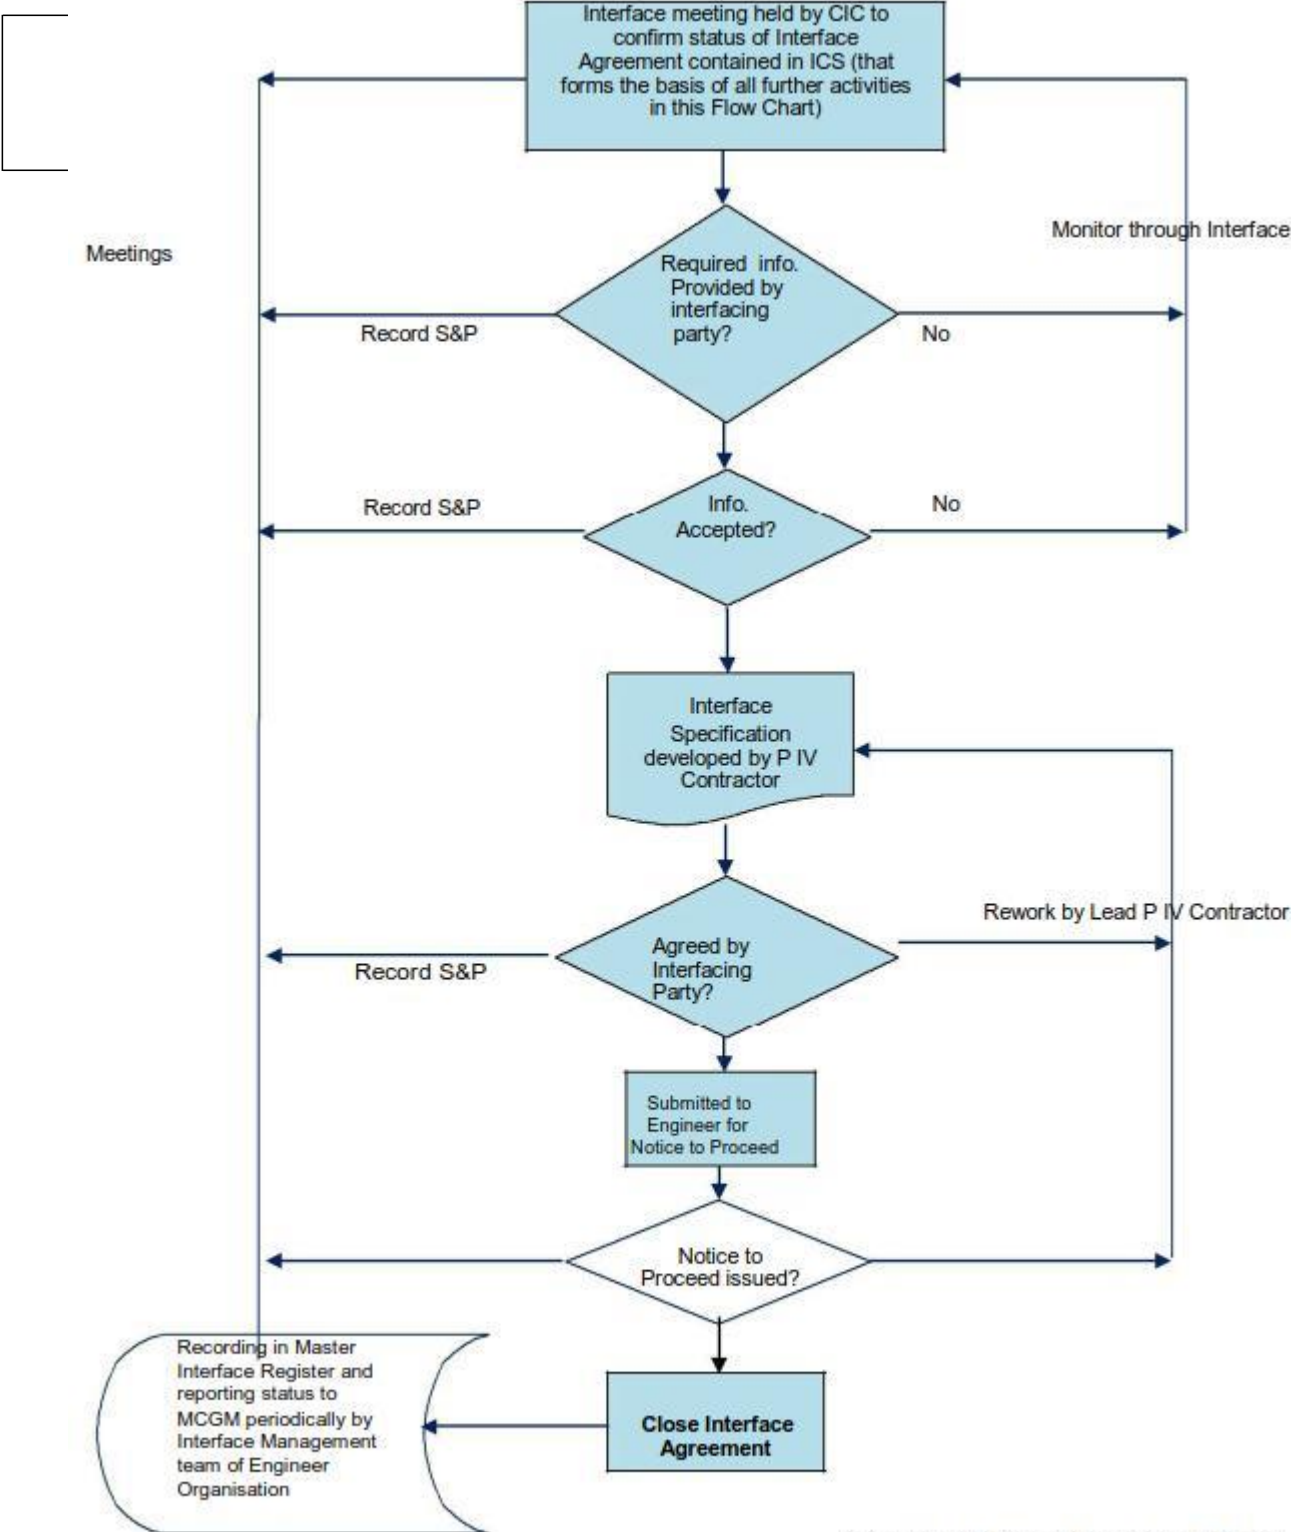 Interface meeting held by CIC to
confirm status of Interface
Agreement contained in ICS (that
forms the basis of all further activities
in this Flow Chart)
Monitor through Interface
Meetings
Required info.
Provided by
interfacing
party?
Record S&P
No
Record S&P
Info.
Accepted?
No
Interface
Specification
developed by P IV
Contractor
Rework by Lead P IV Contractor
Agreed by
Interfacing
Party?
Record S&P
Submitted to
Engineer for
Notice to Proceed
Notice to
Proceed issued?
Recording in Master
Interface Register and
reporting status to
MCGM periodically by
Interface Management
team of Engineer
Organisation
Close Interface
Agreement